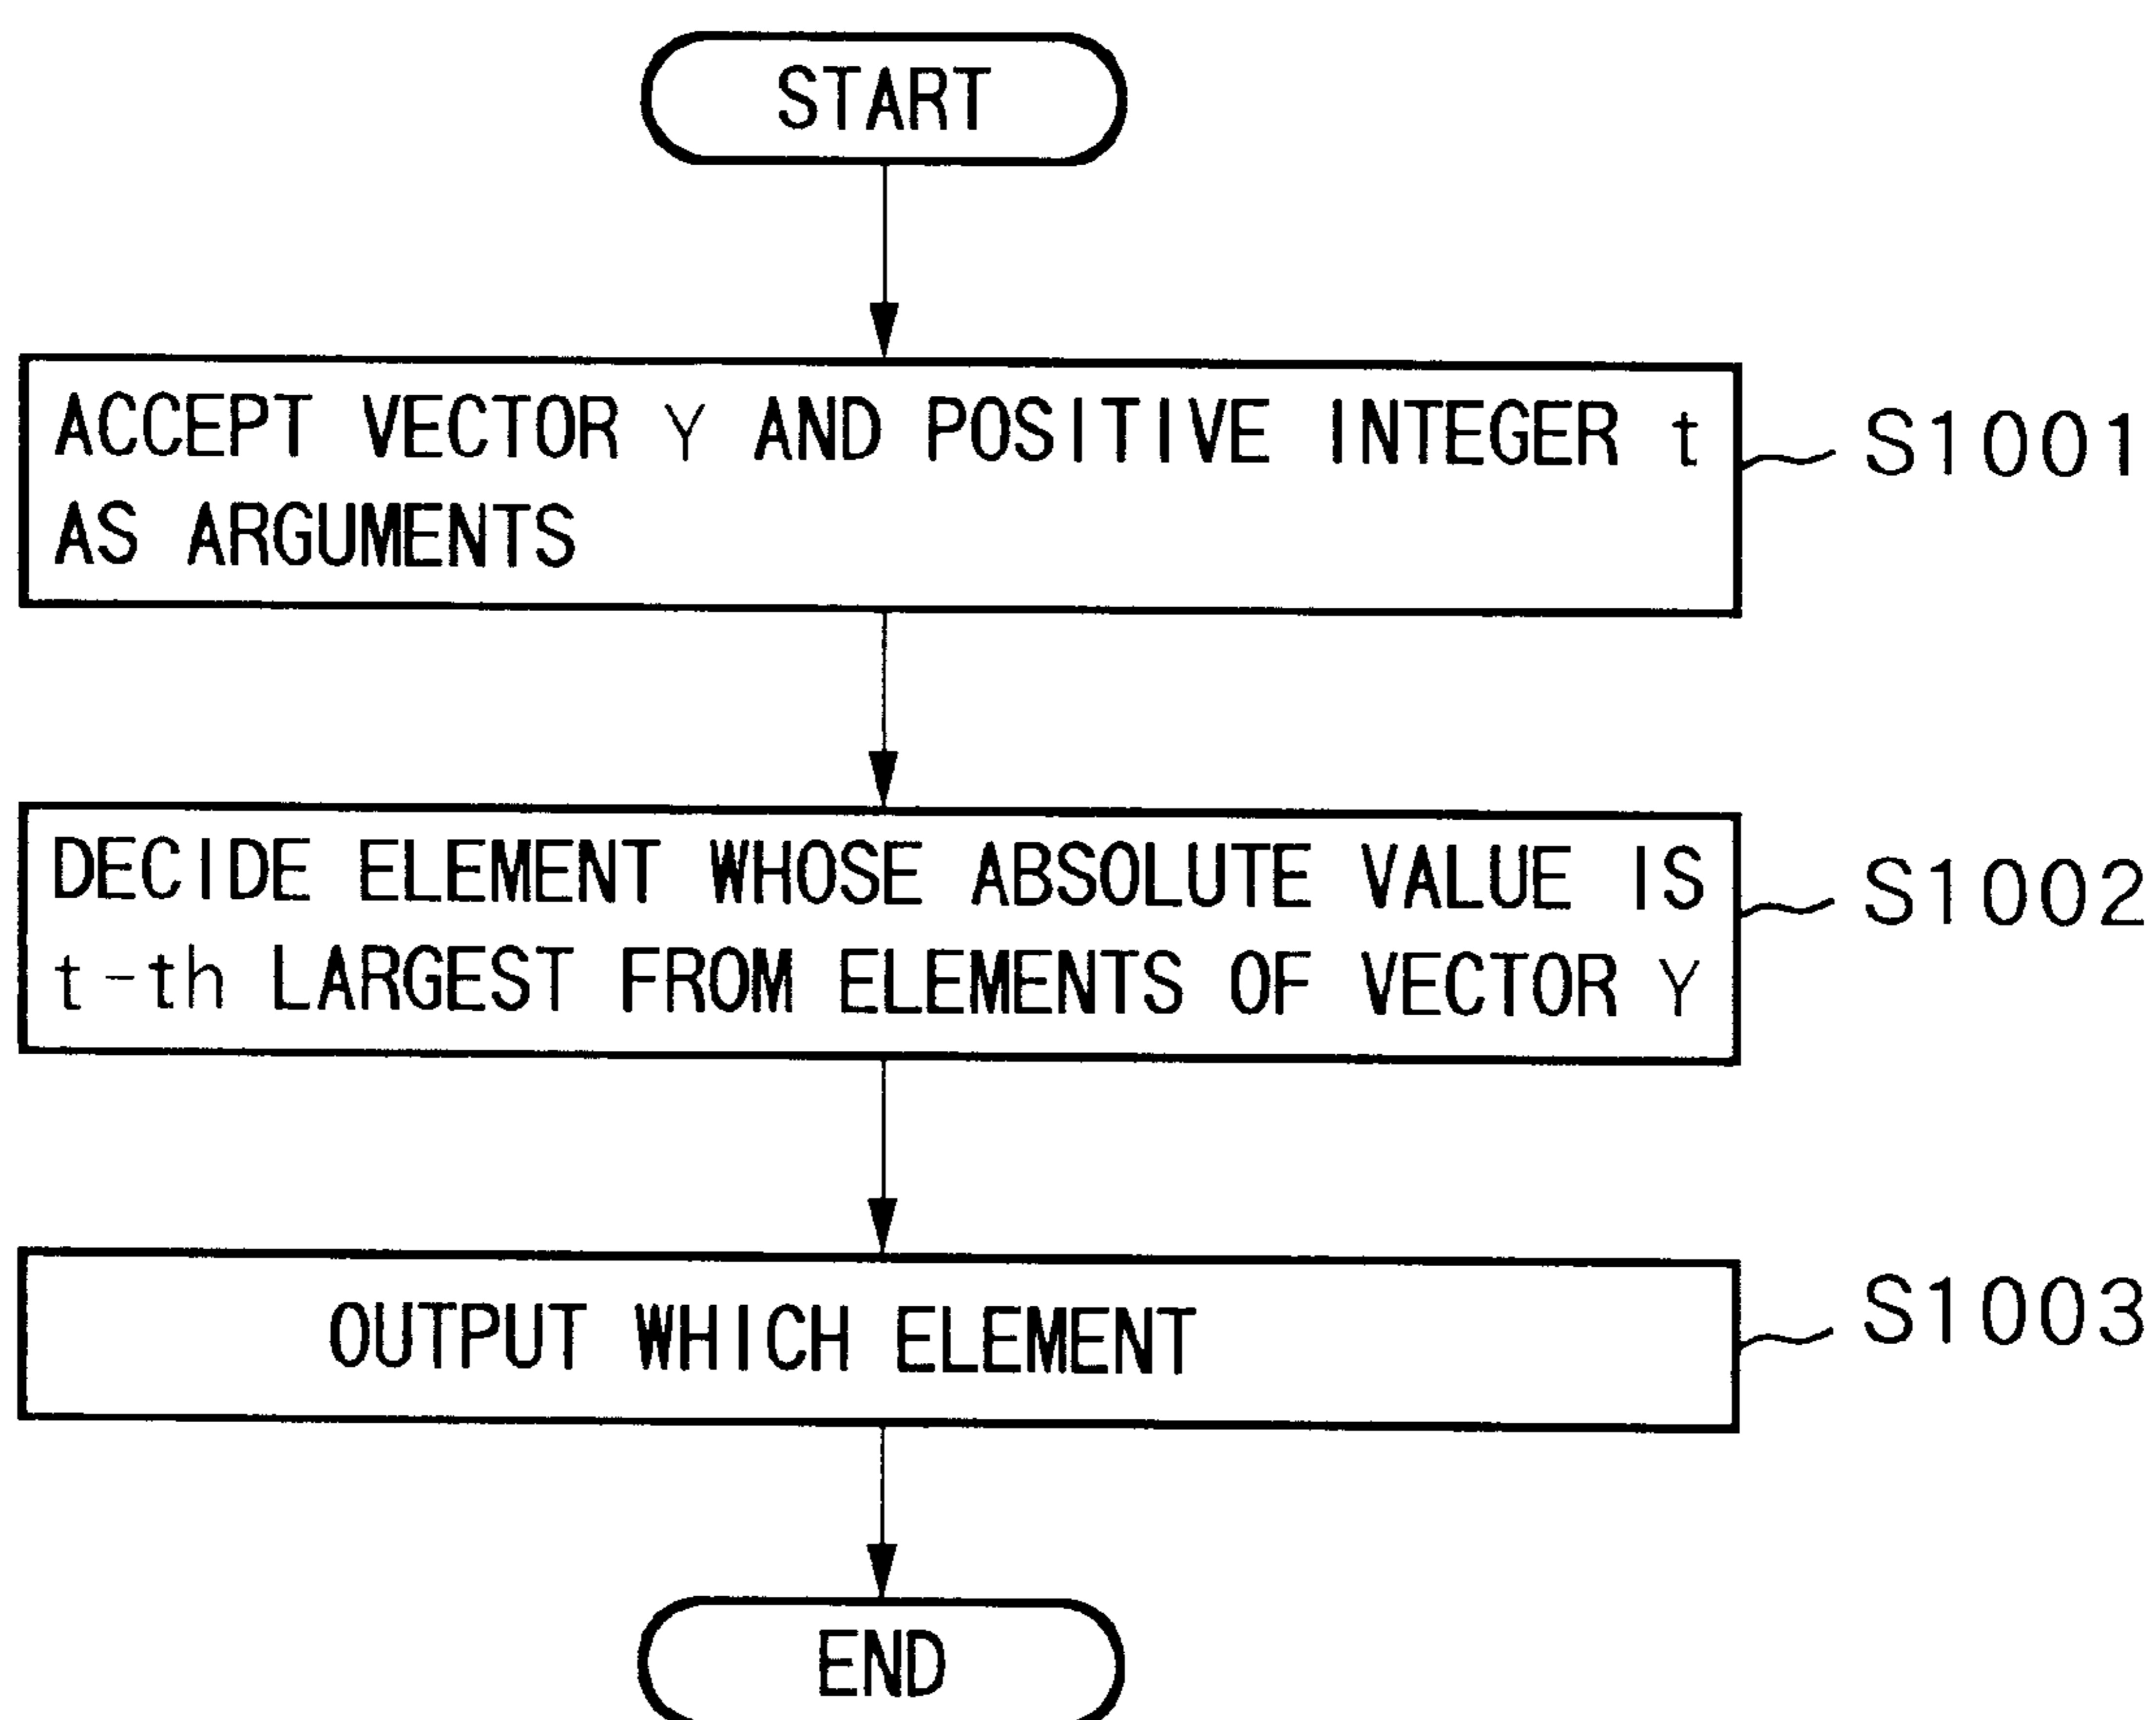 START
ACCEPT VECTOR Y AND POSITIVE INTEGER t
AS ARGUMENTS
S1001
DECIDE ELEMENT WHOSE ABSOLUTE VALUE IS
t-th LARGEST FROM ELEMENTS OF VECTOR Y
S1002
OUTPUT WHICH ELEMENT
S1003
END